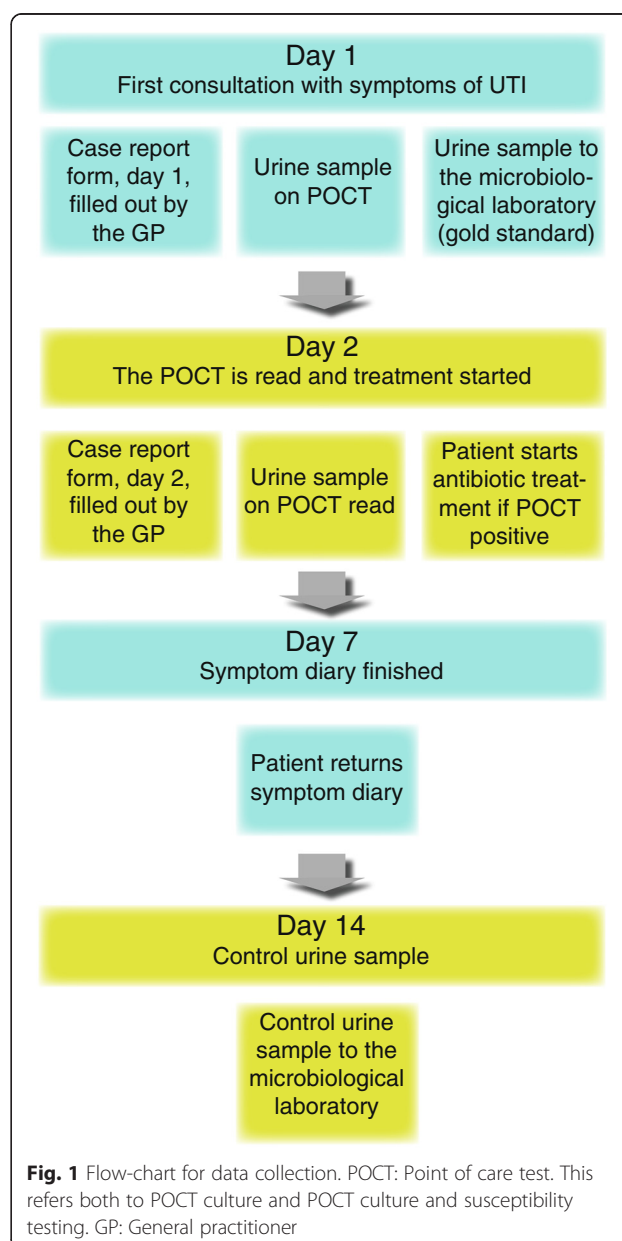 Day 1
First consultation with symptoms of UTI
Case report
form, day 1,
filled out by
the GP
Urine sample
on POCT
Urine sample to
the microbiolo-
gical laboratory
(gold standard)
Day 2
The POCT is read and treatment started
Case report
form, day 2,
filled out by
the GP
Urine sample
on POCT read
Patient starts
antibiotic treat-
ment if POCT
positive
Day 7
Symptom diary finished
Patient returns
symptom diary
Day 14
Control urine sample
Control urine
sample to the
microbiological
laboratory
Fig. 1 Flow-chart for data collection. POCT: Point of care test. This
refers both to POCT culture and POCT culture and susceptibility
testing. GP: General practitioner